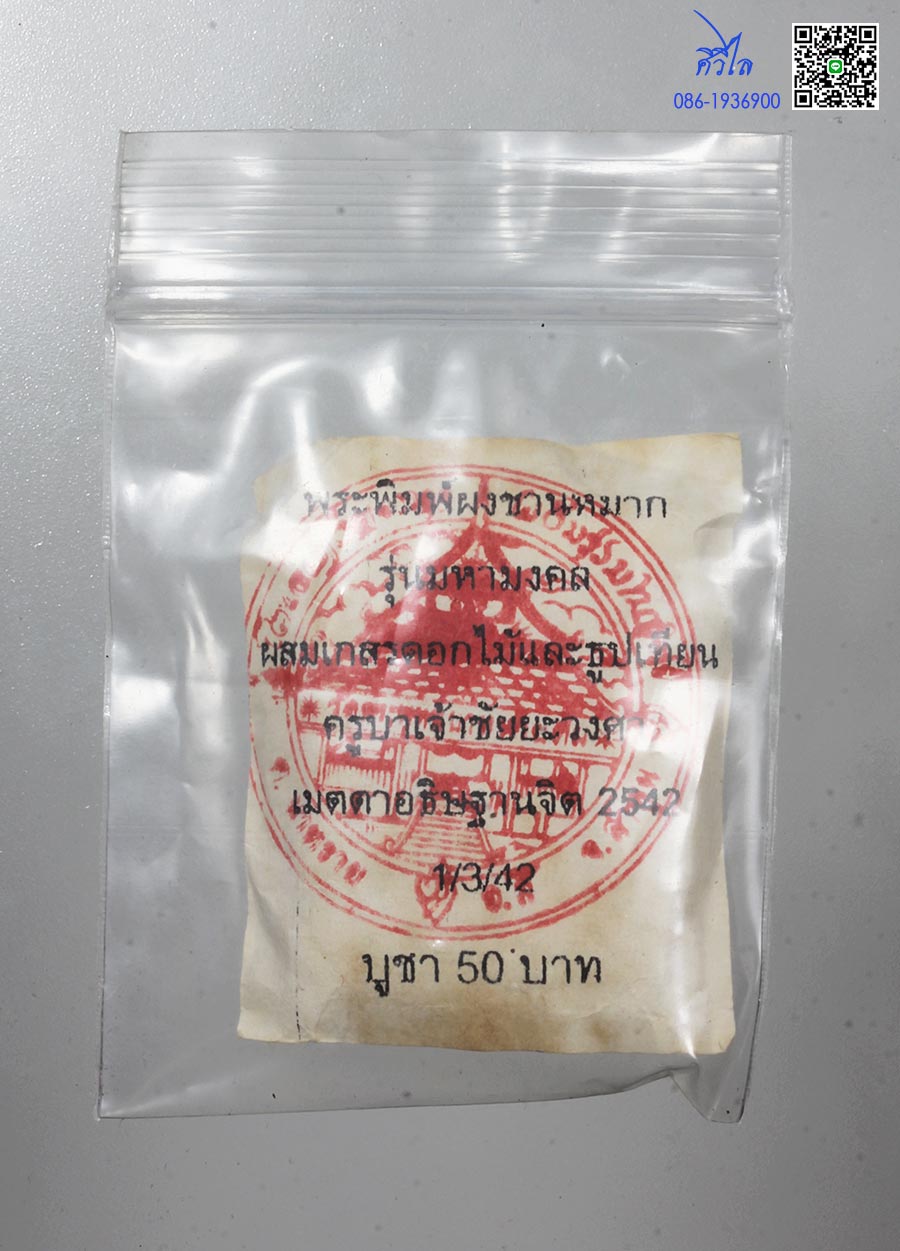 ศิวิไล
086-1936900
พระพิมพ์ผงชานหมาก
รุ่นมหามงคล
ผสมเกสรดอกไม้และธูปเทียน
ครูบาเจ้าชัยยะวงศา
เมตตาอธิษฐานจิต 2542
1/3/42
บูชา 50 บาท